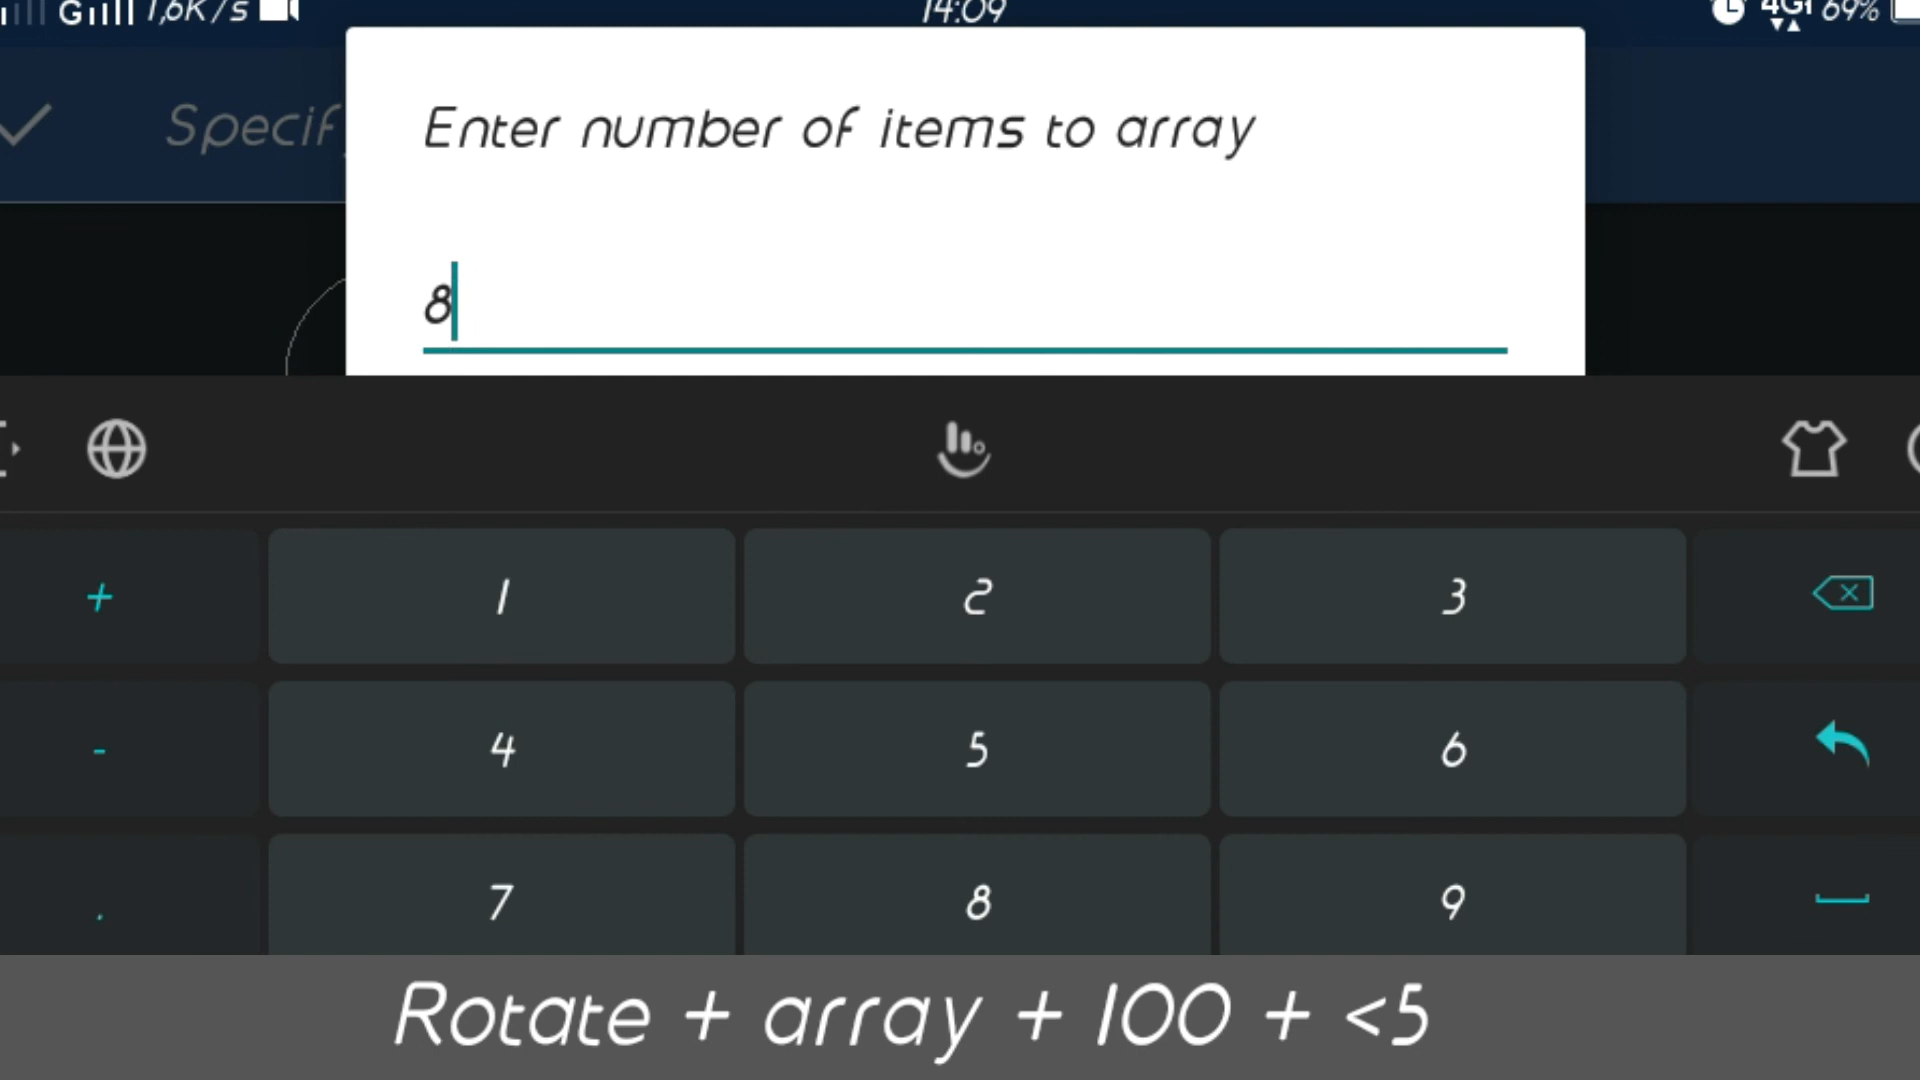 G 1,6K/s 14:09 4G 69%
Specif
Enter number of items to array
8
+ 1 2 3
- 4 5 6
. 7 8 9
Rotate + array + 100 + <5